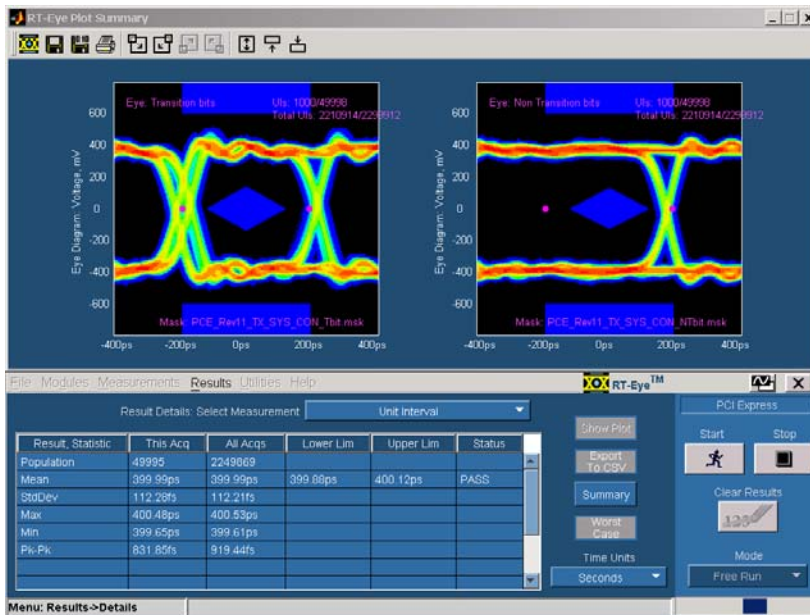 RT-Eye Plot Summary
Eye: Transition bits
UIs: 1000/49998
Total UIs: 2210914/2299912
600
400
200
0
-200
-400
-600
Eye Diagram: Voltage, mV
Mask: PCE_Rev11_TX_SYS_CON_Tbit.msk
-400ps -200ps 0ps 200ps 400ps
Eye: Non Transition bits
UIs: 1000/49998
Total UIs: 2210914/2299912
600
400
200
0
-200
-400
-600
Eye Diagram: Voltage, mV
Mask: PCE_Rev11_TX_SYS_CON_NTbit.msk
-400ps -200ps 0ps 200ps 400ps
File Modules Measurements Results Utilities Help
RT-Eye™
Result Details: Select Measurement Unit Interval
Result, Statistic This Acq All Acqs Lower Lim Upper Lim Status
Population 49995 2249869
Mean 399.99ps 399.99ps 399.88ps 400.12ps PASS
StdDev 112.28fs 112.21fs
Max 400.48ps 400.53ps
Min 399.65ps 399.61ps
Pk-Pk 831.85fs 919.44fs
Show Plot
Export To CSV
Summary
Worst Case
Time Units
Seconds
PCI Express
Start Stop
Clear Results
123
Mode
Free Run
Menu: Results->Details